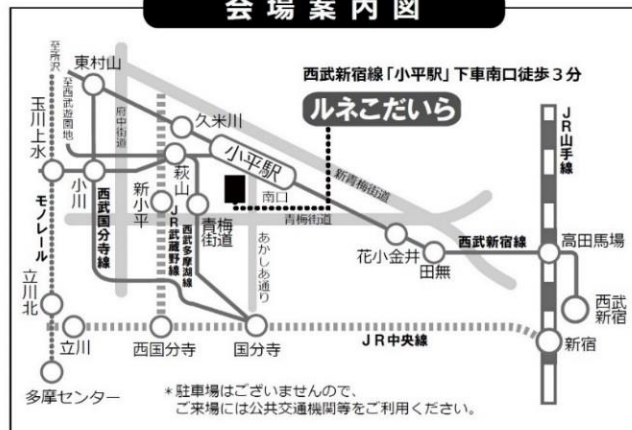 会場案内図
至所沢
東村山
西武新宿線「小平駅」下車南口徒歩3分
ルネこだいら
至西武遊園地
府中街道
久米川
玉川上水
小平駅
新青梅街道
JR山手線
萩山
小川
新小平
南口
モノレール
西武国分寺線
JR武蔵野線
西武多摩湖線
青梅街道
青梅街道
あかしあ通り
花小金井
田無
西武新宿線
高田馬場
立川北
西武新宿
立川
西国分寺
国分寺
JR中央線
新宿
多摩センター
*駐車場はございませんので、
ご来場には公共交通機関等をご利用ください。